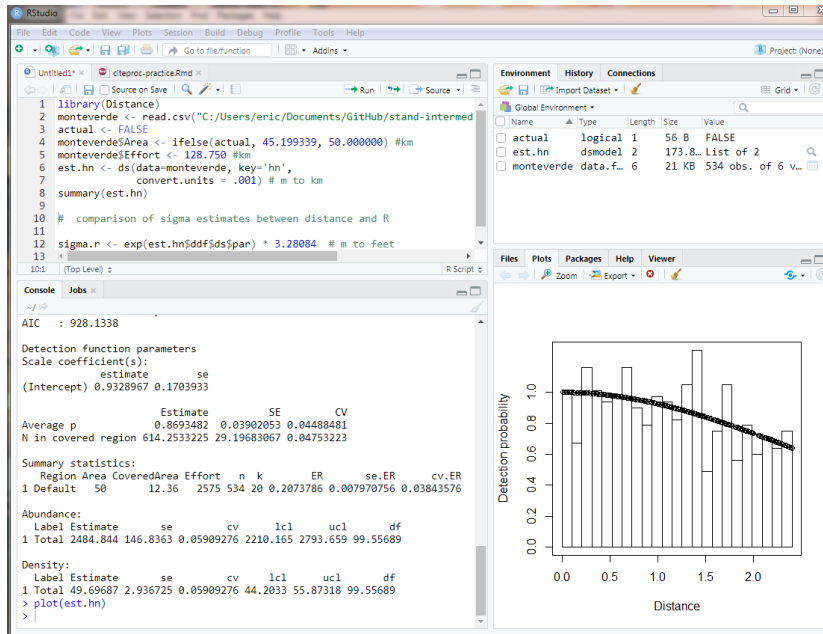 RStudio
File Edit Code View Plots Session Build Debug Profile Tools Help
Go to file/function Addins Project: (None)
Untitled1* citeproc-practice.Rmd
Source on Save Run Source
1 library(Distance)
2 monteverde <- read.csv("C:/Users/eric/Documents/GitHub/stand-intermed
3 actual <- FALSE
4 monteverde$Area <- ifelse(actual, 45.199339, 50.000000) #km
5 monteverde$Effort <- 128.750 #km
6 est.hn <- ds(data=monteverde, key='hn',
7 convert.units = .001) # m to km
8 summary(est.hn)
9
10 # comparison of sigma estimates between distance and R
11
12 sigma.r <- exp(est.hn$ddf$ds$par) * 3.28084 # m to feet
13
10:1 (Top Level) R Script
Console Jobs
~/
AIC : 928.1338
Detection function parameters
Scale coefficient(s):
estimate se
(Intercept) 0.9328967 0.1703933
Estimate SE CV
Average p 0.8693482 0.03902053 0.04488481
N in covered region 614.2533225 29.19683067 0.04753223
Summary statistics:
Region Area CoveredArea Effort n k ER se.ER cv.ER
1 Default 50 12.36 2575 534 20 0.2073786 0.007970756 0.03843576
Abundance:
Label Estimate se cv lcl ucl df
1 Total 2484.844 146.8363 0.05909276 2210.165 2793.659 99.55689
Density:
Label Estimate se cv lcl ucl df
1 Total 49.69687 2.936725 0.05909276 44.2033 55.87318 99.55689
> plot(est.hn)
>
Environment History Connections
Import Dataset Grid
Global Environment
Name Type Length Size Value
actual logical 1 56 B FALSE
est.hn dsmodel 2 173.8… List of 2
monteverde data.f… 6 21 KB 534 obs. of 6 v…
Files Plots Packages Help Viewer
Zoom Export
Detection probability
1.0
0.8
0.6
0.4
0.2
0.0
0.0 0.5 1.0 1.5 2.0
Distance